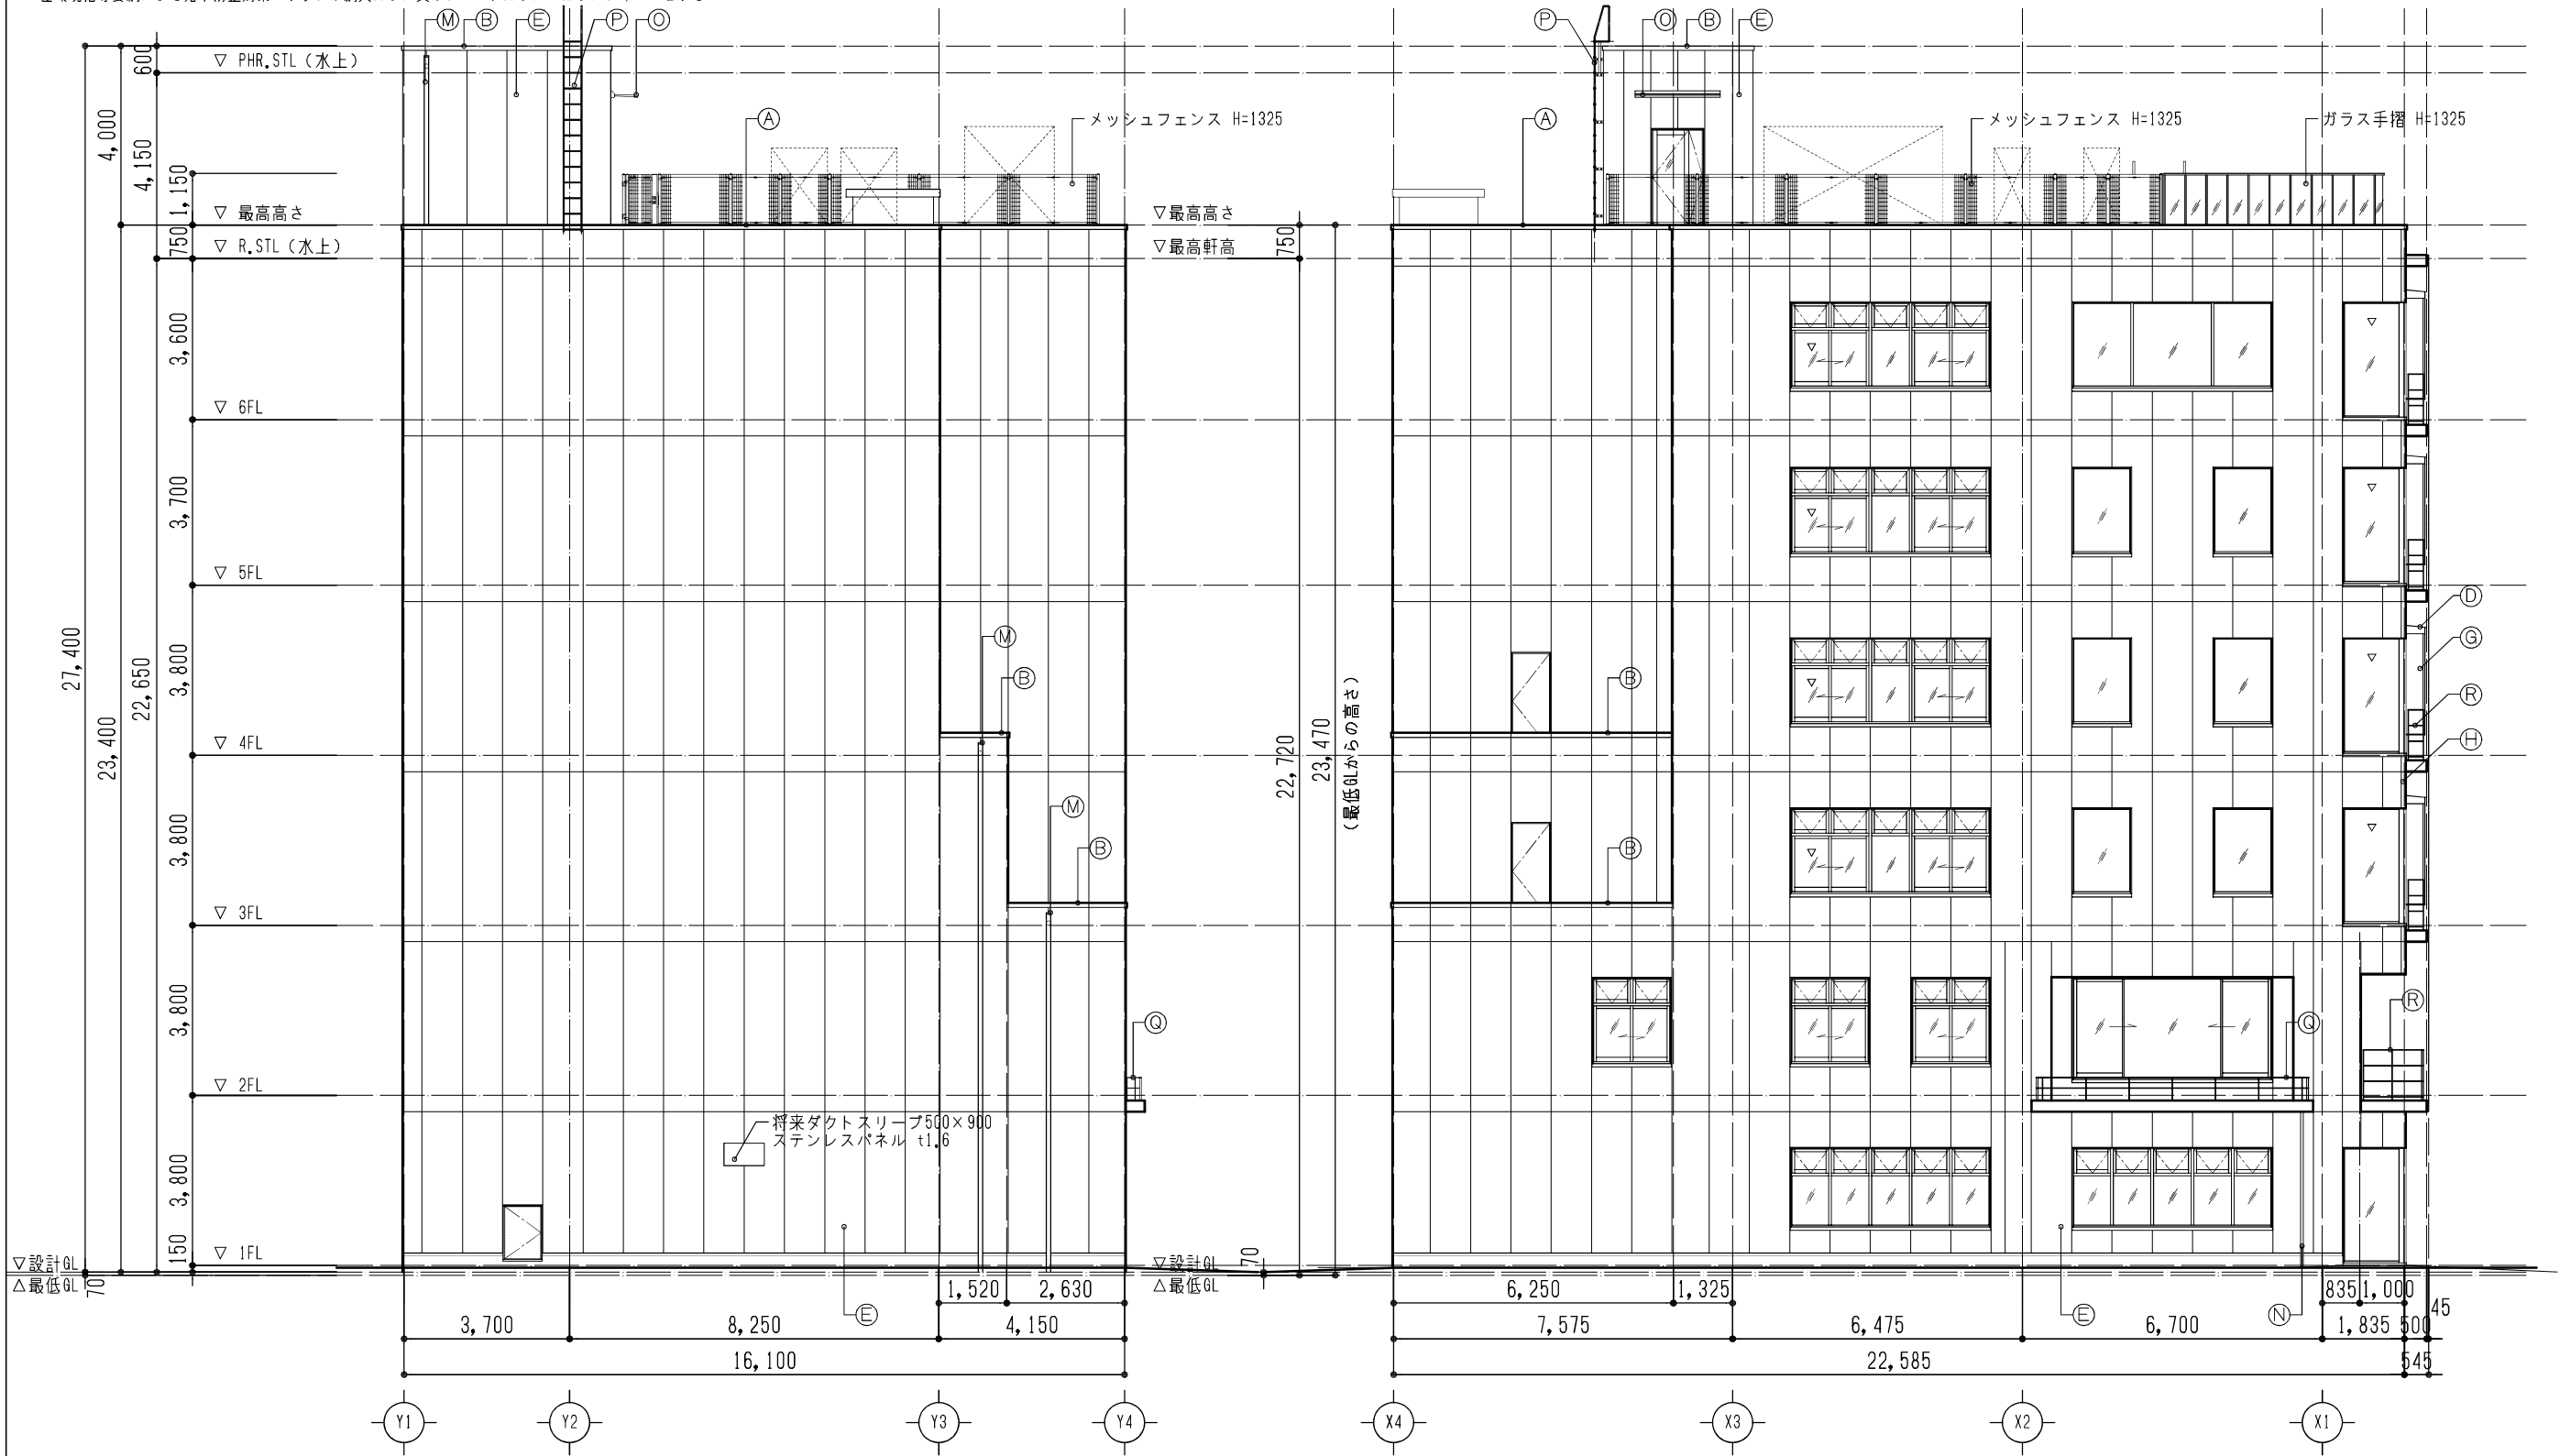 Ⓜ Ⓑ Ⓔ Ⓟ Ⓞ
Ⓟ Ⓞ Ⓑ Ⓔ
600
▽ PHR.STL（水上）
4,000
4,150
1,150
Ⓐ
メッシュフェンス H=1325
Ⓐ
メッシュフェンス H=1325
ガラス手摺 H=1325
▽ 最高高さ
▽最高高さ
750
▽ R.STL（水上）
▽最高軒高
750
3,600
▽ 6FL
3,700
▽ 5FL
Ⓓ
Ⓖ
Ⓡ
Ⓗ
27,400
23,400
22,650
3,800
Ⓜ
Ⓑ
Ⓑ
22,720
23,470
（最低GLからの高さ）
▽ 4FL
3,800
Ⓜ
Ⓑ
Ⓑ
▽ 3FL
3,800
Ⓠ
Ⓠ
Ⓡ
▽ 2FL
将来ダクトスリーブ500×900
ステンレスパネル t1.6
3,800
150
▽ 1FL
▽設計GL
△最低GL
70
▽設計GL
△最低GL
70
1,520 2,630
6,250 1,325
835 1,000
45
Ⓔ
Ⓔ
Ⓝ
3,700 8,250 4,150
7,575 6,475 6,700 1,835 500
16,100
22,585 545
Y1 Y2 Y3 Y4
X4 X3 X2 X1